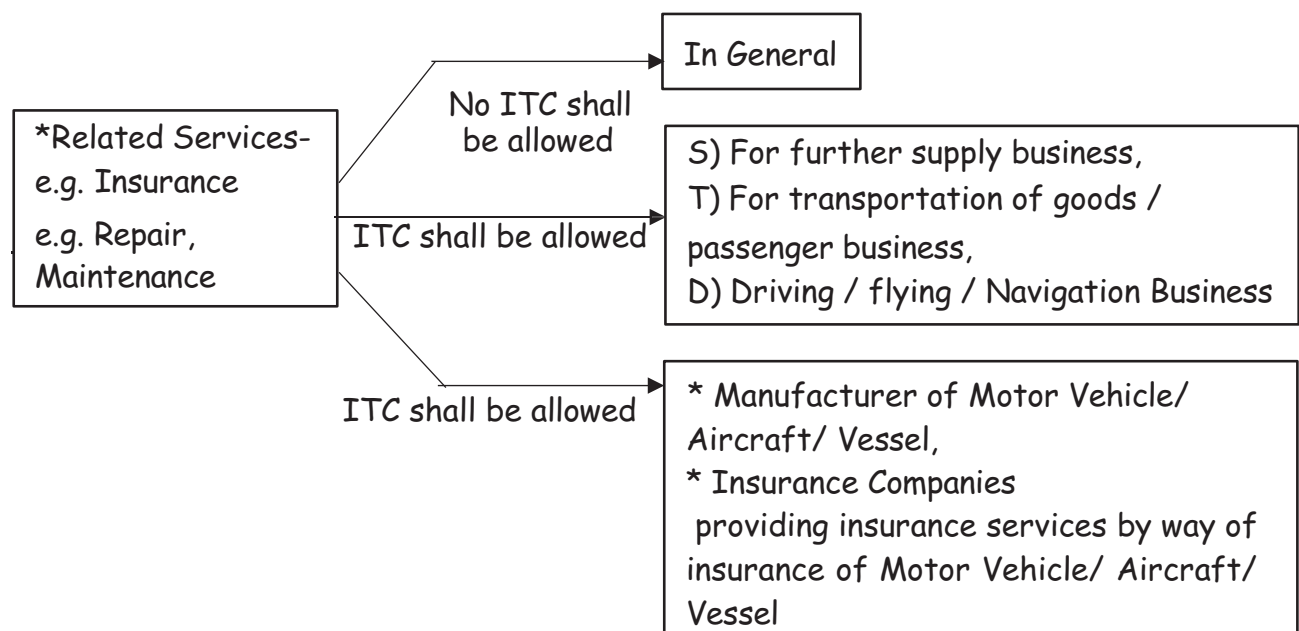 In General
No ITC shall
be allowed
*Related Services-
e.g. Insurance
e.g. Repair,
Maintenance
ITC shall be allowed
S) For further supply business,
T) For transportation of goods /
passenger business,
D) Driving / flying / Navigation Business
ITC shall be allowed
* Manufacturer of Motor Vehicle/
Aircraft/ Vessel,
* Insurance Companies
providing insurance services by way of
insurance of Motor Vehicle/ Aircraft/
Vessel